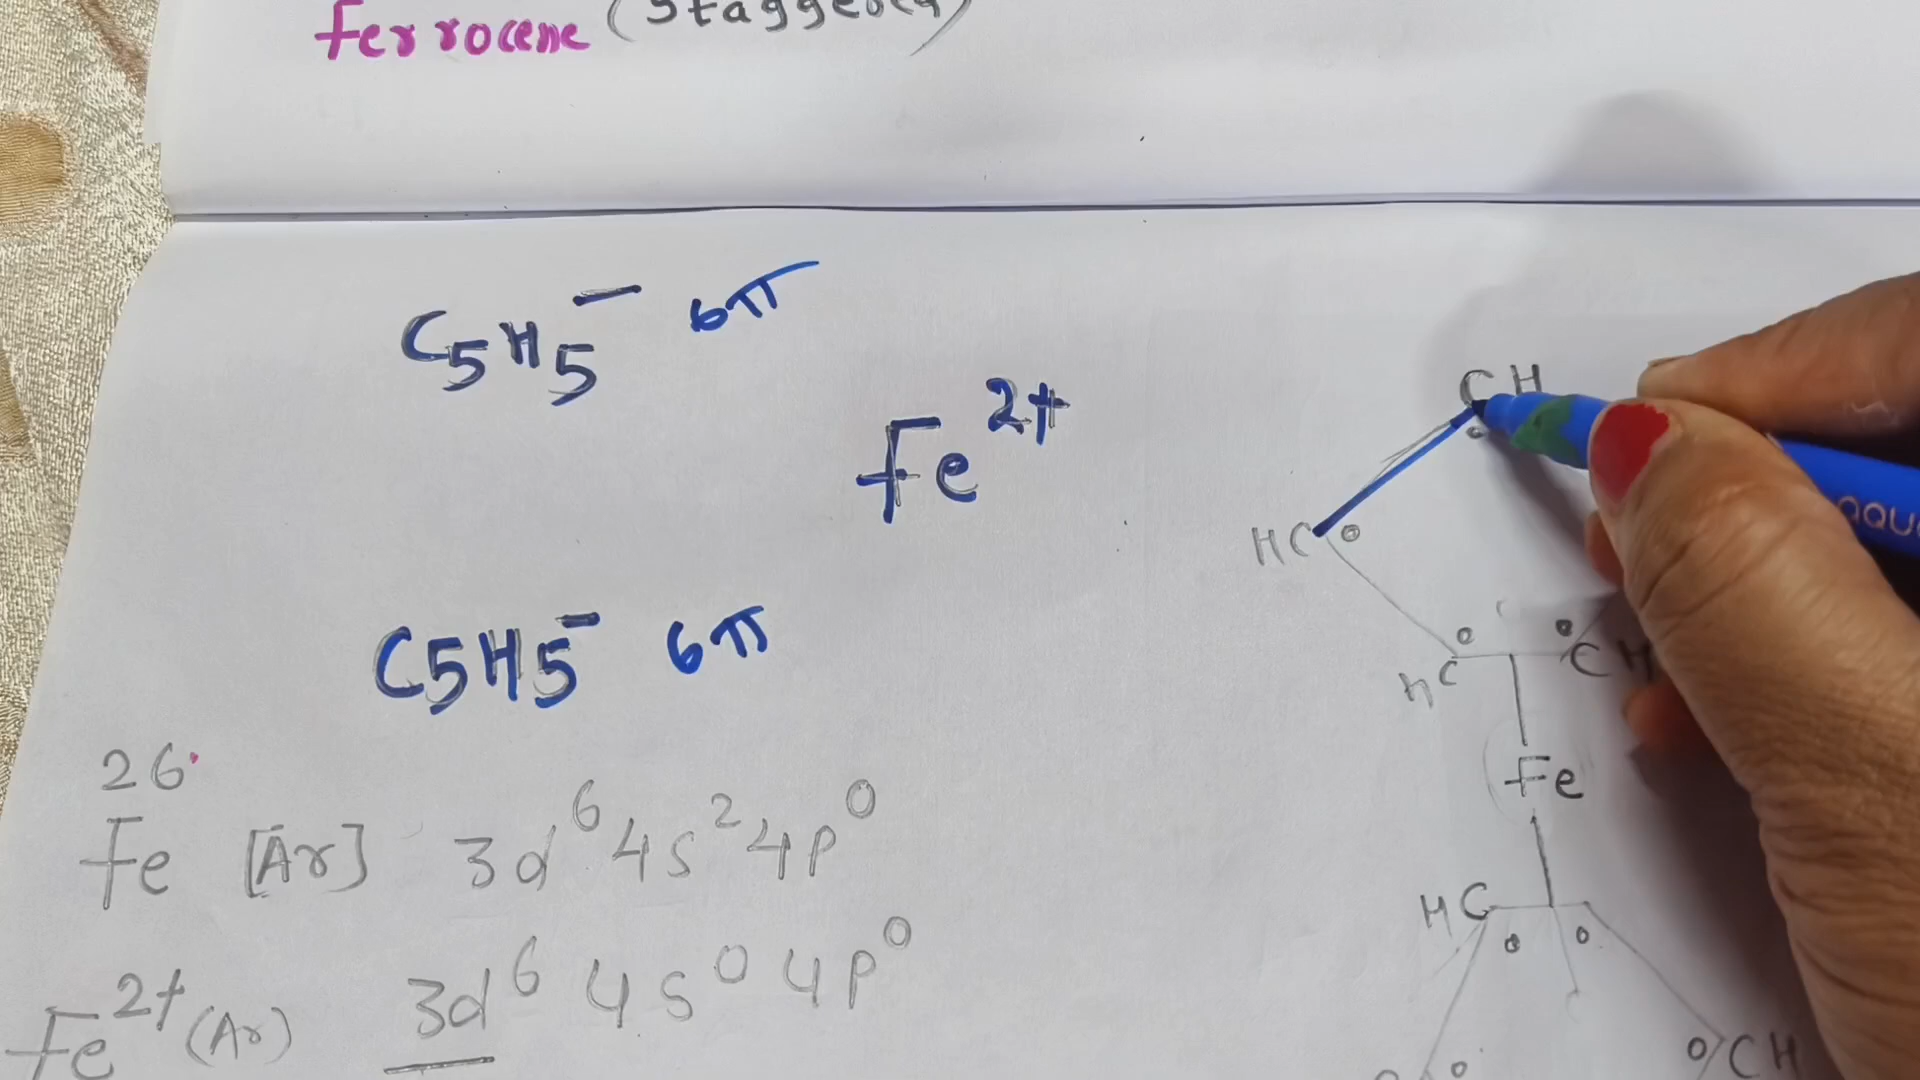 Ferrocene (Staggered)
C5H5⁻ 6π
Fe²⁺
C5H5⁻ 6π
26
Fe [Ar] 3d⁶ 4s² 4p⁰
Fe²⁺ (Ar) 3d⁶ 4s⁰ 4p⁰
CH
HC
HC
CH
Fe
HC
CH